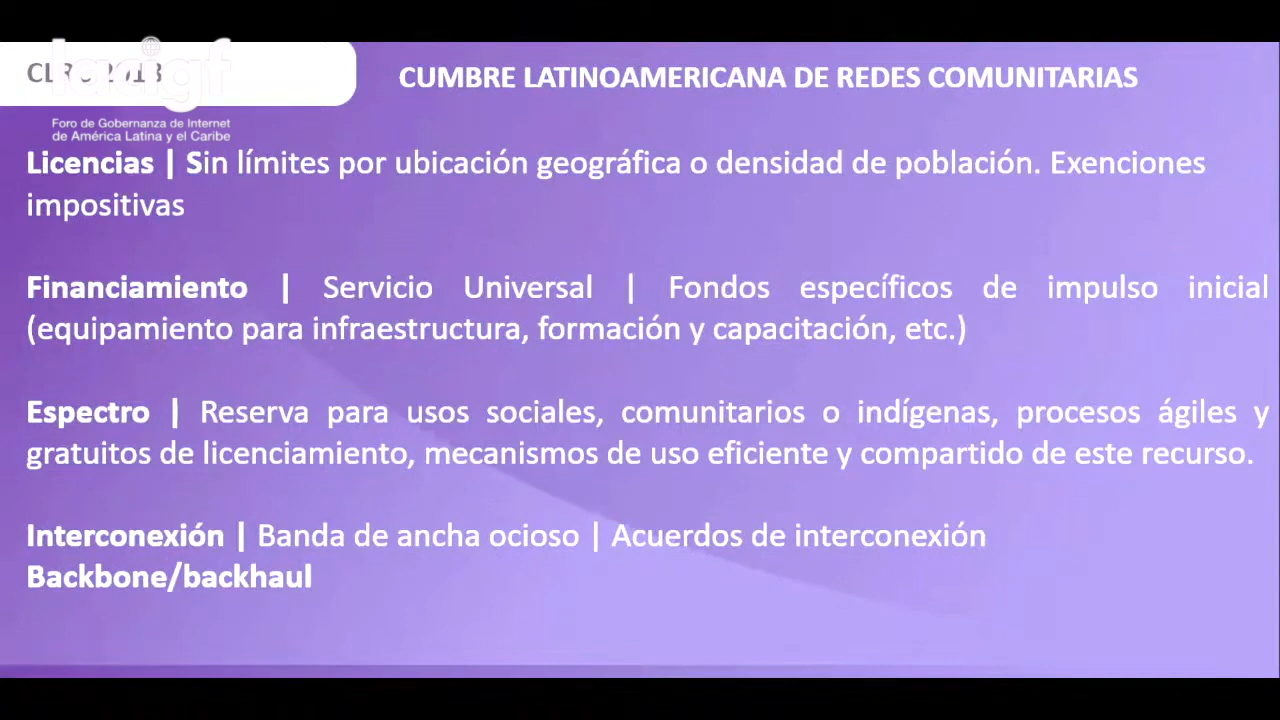 CUMBRE LATINOAMERICANA DE REDES COMUNITARIAS
lacigf
Foro de Gobernanza de Internet
de América Latina y el Caribe
Licencias | Sin límites por ubicación geográfica o densidad de población. Exenciones
impositivas
Financiamiento | Servicio Universal | Fondos específicos de impulso inicial
(equipamiento para infraestructura, formación y capacitación, etc.)
Espectro | Reserva para usos sociales, comunitarios o indígenas, procesos ágiles y
gratuitos de licenciamiento, mecanismos de uso eficiente y compartido de este recurso.
Interconexión | Banda de ancha ocioso | Acuerdos de interconexión
Backbone/backhaul